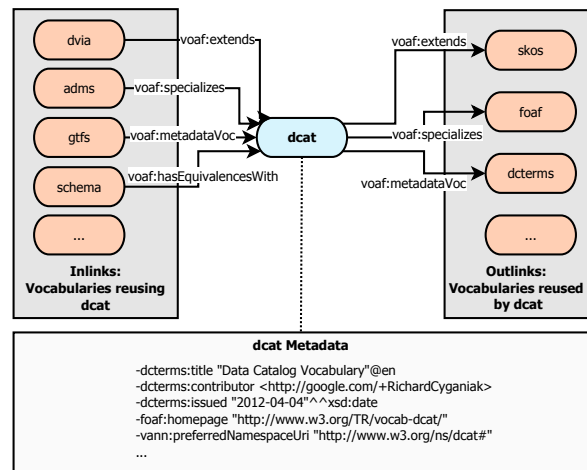 dvia
voaf:extends
voaf:extends
skos
adms
voaf:specializes
foaf
gtfs
voaf:metadataVoc
dcat
voaf:specializes
schema
voaf:hasEquivalencesWith
voaf:metadataVoc
dcterms
...
...
Inlinks:
Vocabularies reusing
dcat
Outlinks:
Vocabularies reused
by dcat
dcat Metadata
-dcterms:title "Data Catalog Vocabulary"@en
-dcterms:contributor <http://google.com/+RichardCyganiak>
-dcterms:issued "2012-04-04"^^xsd:date
-foaf:homepage "http://www.w3.org/TR/vocab-dcat/"
-vann:preferredNamespaceUri "http://www.w3.org/ns/dcat#"
...